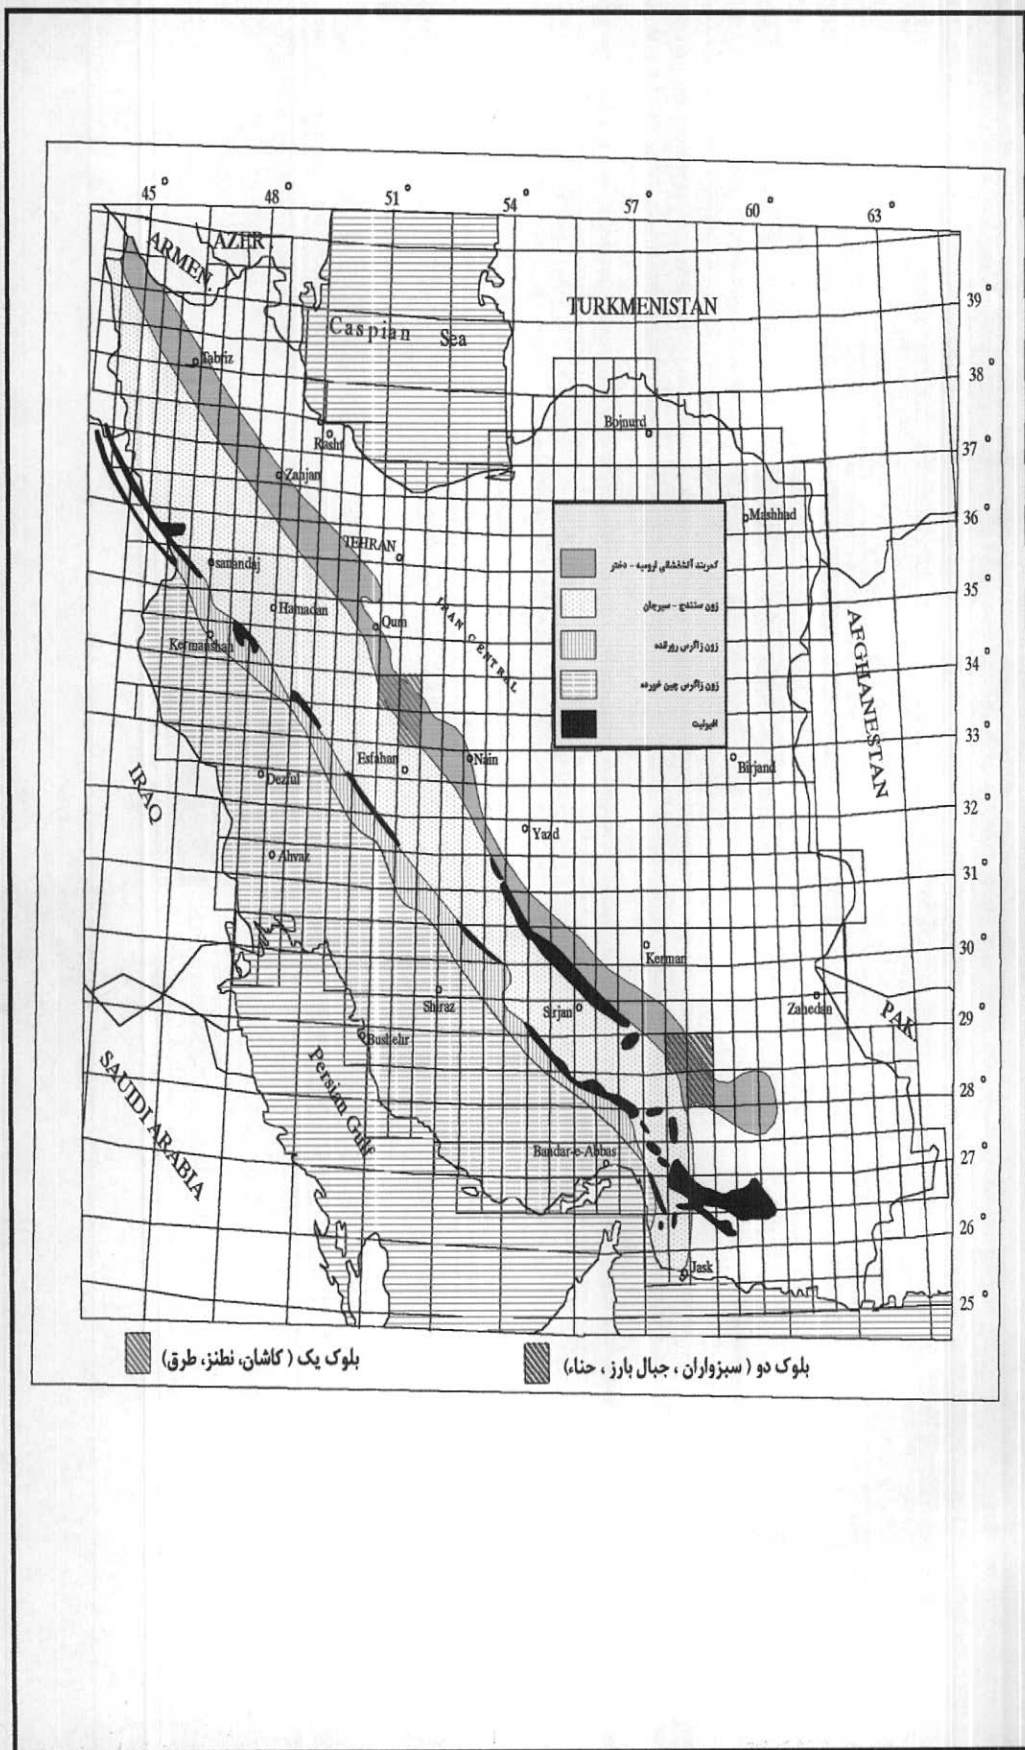 45° 48° 51° 54° 57° 60° 63°
ARMEN.
AZER.
TURKMENISTAN
39°
Caspian Sea
Tabriz
38°
Bojnurd
Rasht
37°
Zanjan
Mashhad
36°
TEHRAN
کمربند آتشفشانی ارومیه - دختر
sanandaj
35°
زون سنندج - سیرجان
Hamadan
Qum
IRAN CENTRAL
AFGHANESTAN
Kermanshah
زون زاگرس رورانده
34°
زون زاگرس چین خورده
33°
افیولیت
Esfahan
Nain
Birjand
Dezful
IRAQ
32°
Yazd
Ahvaz
31°
30°
Kerman
Shiraz
Sirjan
Zahedan
PAK.
29°
Bushehr
Persian Gulf
SAUIDI ARABIA
28°
Bandar-e-Abbas
27°
26°
Jask
25°
بلوک یک ( کاشان، نطنز، طرق)
بلوک دو ( سبزواران ، جبال بارز ، حناء)